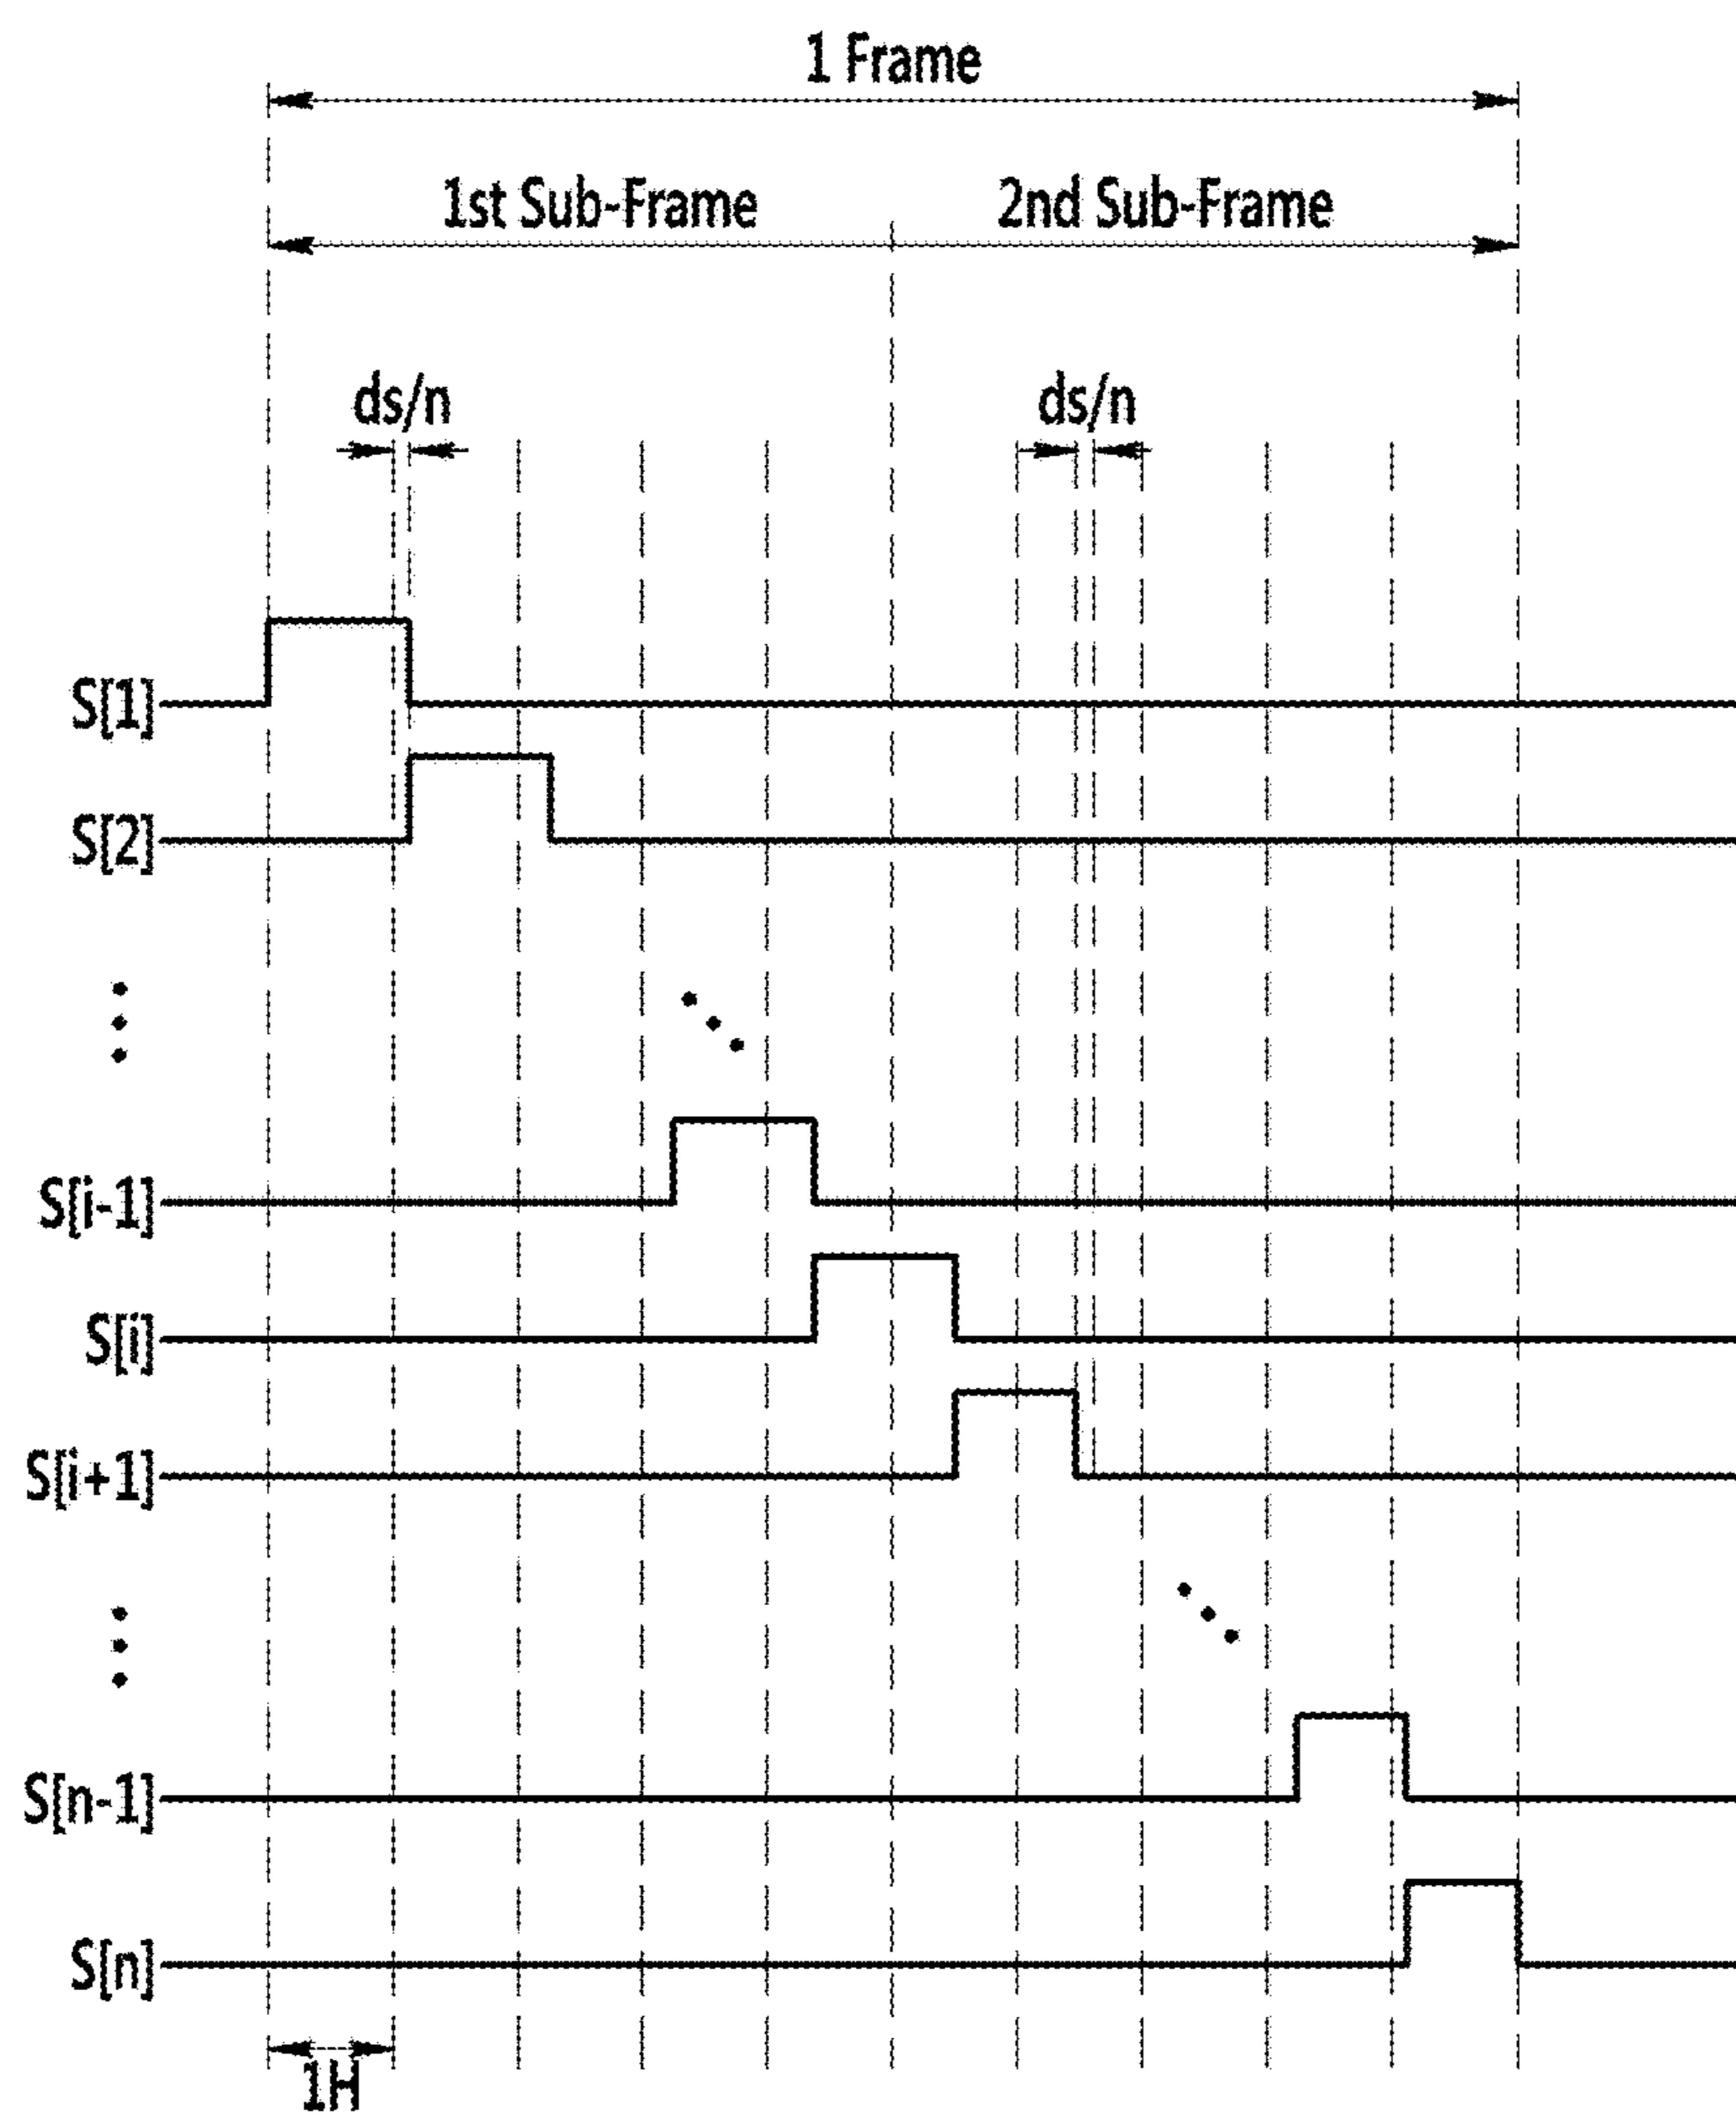 1 Frame
1st Sub-Frame 2nd Sub-Frame
ds/n ds/n
S[1]
S[2]
S[i-1]
S[i]
S[i+1]
S[n-1]
S[n]
1H